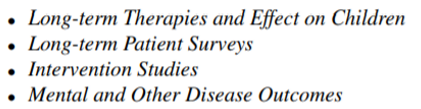 • Long-term Therapies and Effect on Children
• Long-term Patient Surveys
• Intervention Studies
• Mental and Other Disease Outcomes